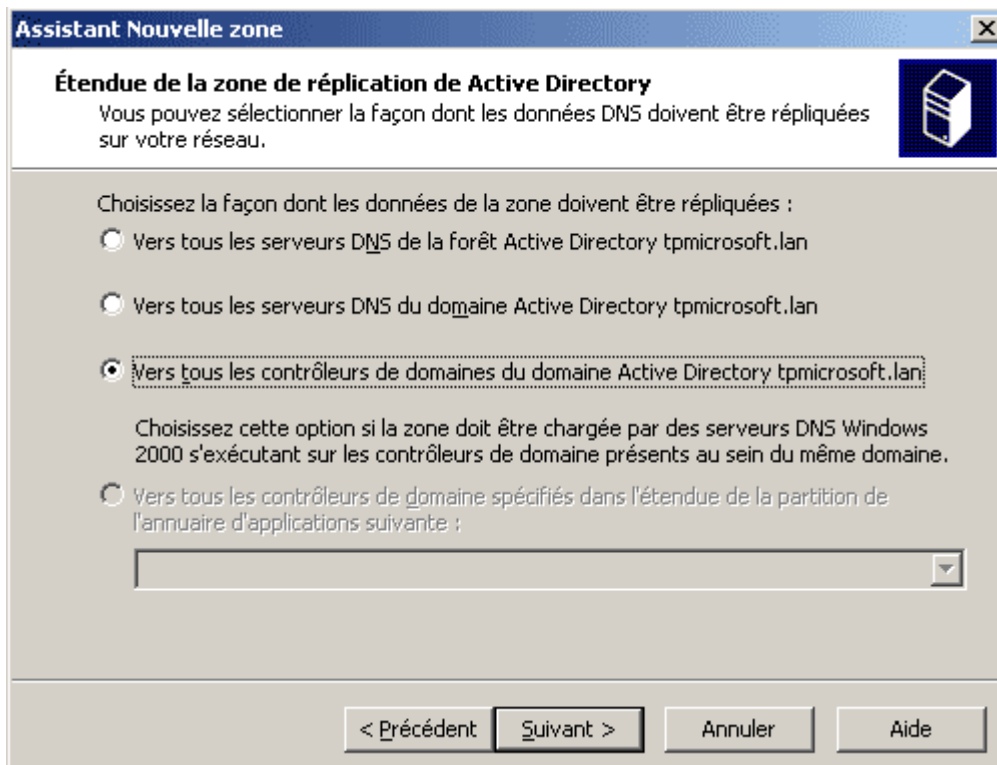 Assistant Nouvelle zone
Étendue de la zone de réplication de Active Directory
Vous pouvez sélectionner la façon dont les données DNS doivent être répliquées
sur votre réseau.
Choisissez la façon dont les données de la zone doivent être répliquées :
Vers tous les serveurs DNS de la forêt Active Directory tpmicrosoft.lan
Vers tous les serveurs DNS du domaine Active Directory tpmicrosoft.lan
Vers tous les contrôleurs de domaines du domaine Active Directory tpmicrosoft.lan
Choisissez cette option si la zone doit être chargée par des serveurs DNS Windows
2000 s'exécutant sur les contrôleurs de domaine présents au sein du même domaine.
Vers tous les contrôleurs de domaine spécifiés dans l'étendue de la partition de
l'annuaire d'applications suivante :
< Précédent Suivant > Annuler Aide